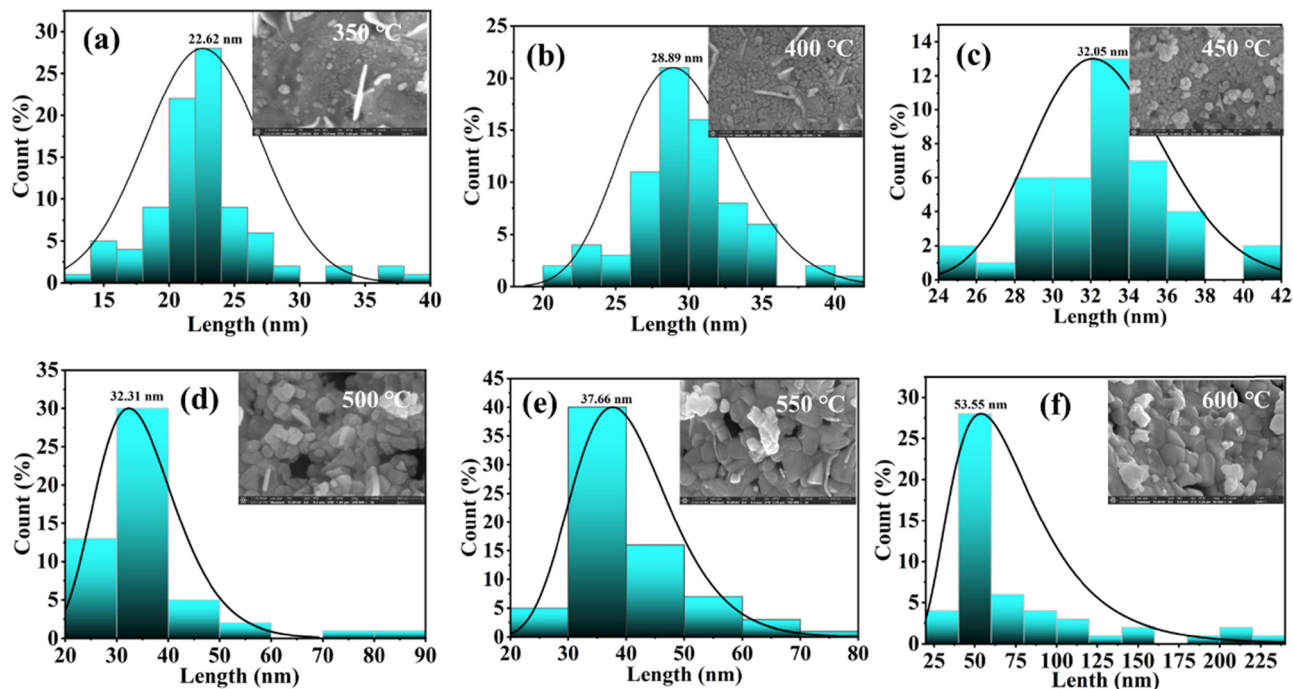 (a)
350 °C
22.62 nm
Count (%)
30
25
20
15
10
5
0
15 20 25 30 35 40
Length (nm)
(b)
400 °C
28.89 nm
Count (%)
25
20
15
10
5
0
20 25 30 35 40
Length (nm)
(c)
450 °C
32.05 nm
Count (%)
14
12
10
8
6
4
2
0
24 26 28 30 32 34 36 38 40 42
Length (nm)
(d)
500 °C
32.31 nm
Count (%)
35
30
25
20
15
10
5
0
20 30 40 50 60 70 80 90
Length (nm)
(e)
550 °C
37.66 nm
Count (%)
45
40
35
30
25
20
15
10
5
0
20 30 40 50 60 70 80
Length (nm)
(f)
600 °C
53.55 nm
Count (%)
30
25
20
15
10
5
0
25 50 75 100 125 150 175 200 225
Lenth (nm)